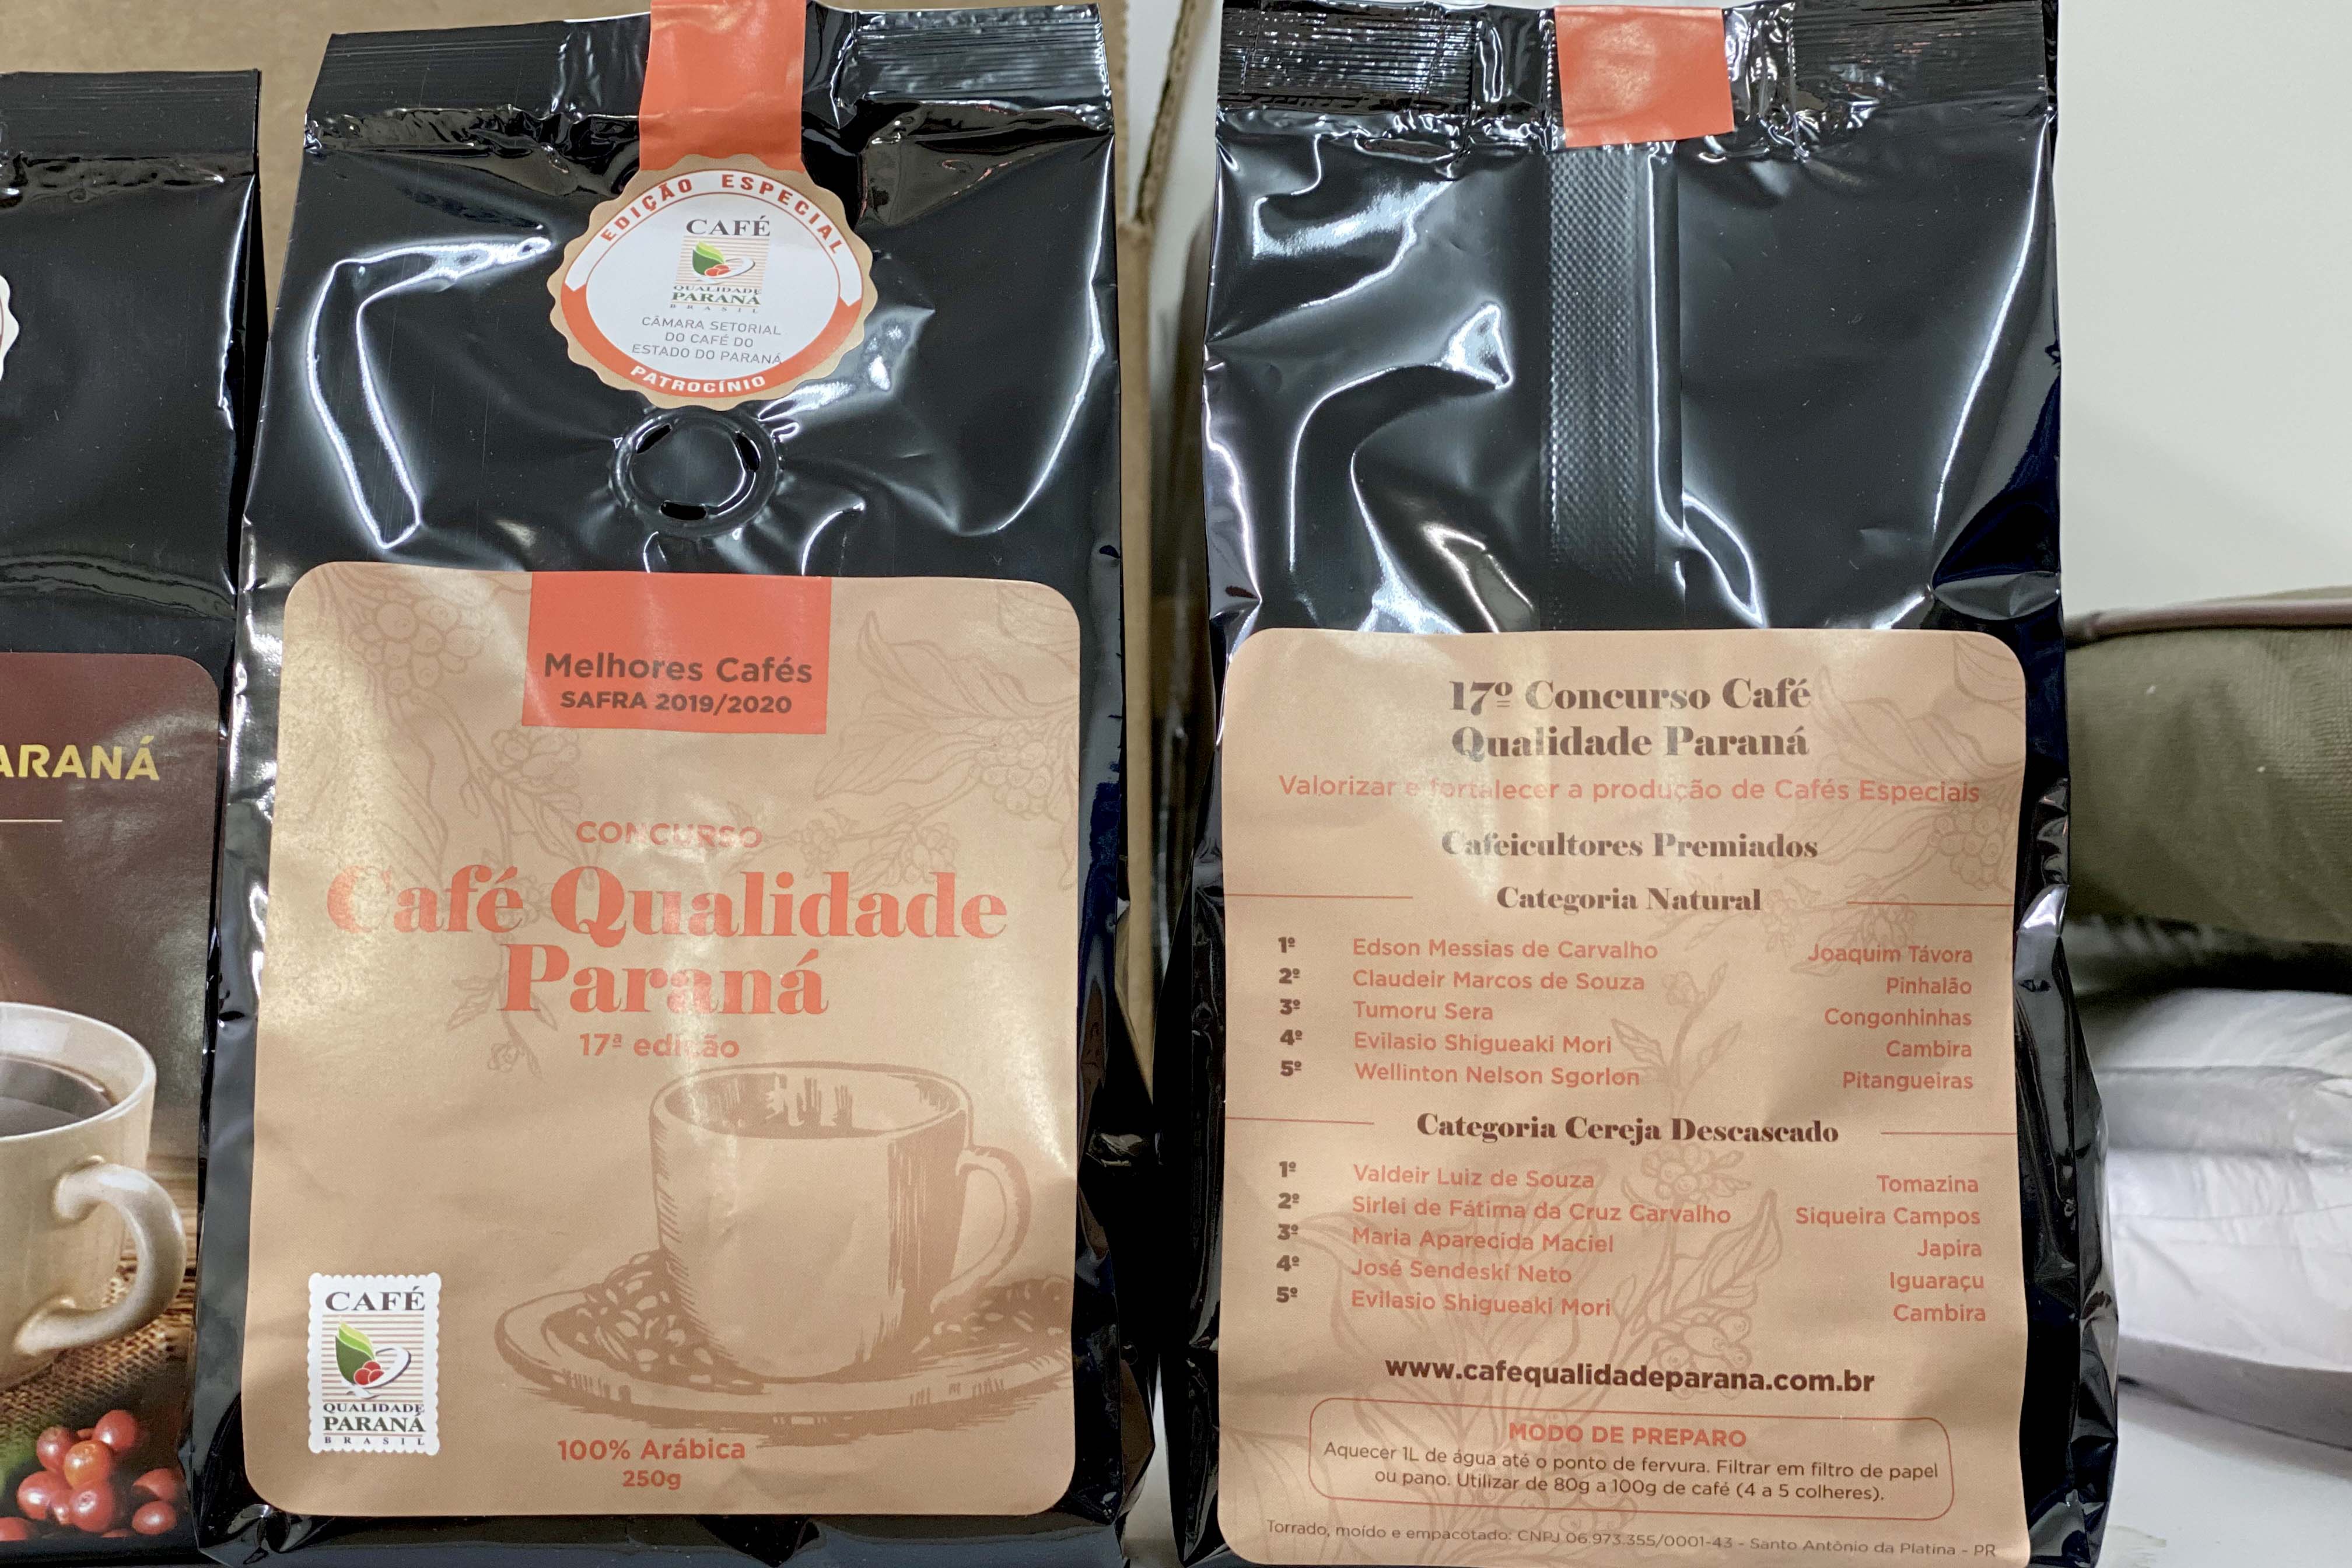 ARANÁ
EDIÇÃO ESPECIAL
CAFÉ
QUALIDADE
PARANÁ
BRASIL
CÂMARA SETORIAL
DO CAFÉ DO
ESTADO DO PARANÁ
PATROCÍNIO
Melhores Cafés
SAFRA 2019/2020
CONCURSO
Café Qualidade
Paraná
17ª edição
CAFÉ
QUALIDADE
PARANÁ
BRASIL
100% Arábica
250g
17º Concurso Café
Qualidade Paraná
Valorizar e fortalecer a produção de Cafés Especiais
Cafeicultores Premiados
Categoria Natural
1º Edson Messias de Carvalho Joaquim Távora
2º Claudeir Marcos de Souza Pinhalão
3º Tumoru Sera Congonhinhas
4º Evilasio Shigueaki Mori Cambira
5º Wellinton Nelson Sgorlon Pitangueiras
Categoria Cereja Descascado
1º Valdeir Luiz de Souza Tomazina
2º Sirlei de Fátima da Cruz Carvalho Siqueira Campos
3º Maria Aparecida Maciel Japira
4º José Sendeski Neto Iguaraçu
5º Evilasio Shigueaki Mori Cambira
www.cafequalidadeparana.com.br
MODO DE PREPARO
Aquecer 1L de água até o ponto de fervura. Filtrar em filtro de papel
ou pano. Utilizar de 80g a 100g de café (4 a 5 colheres).
Torrado, moído e empacotado: CNPJ 06.973.355/0001-43 - Santo Antônio da Platina - PR